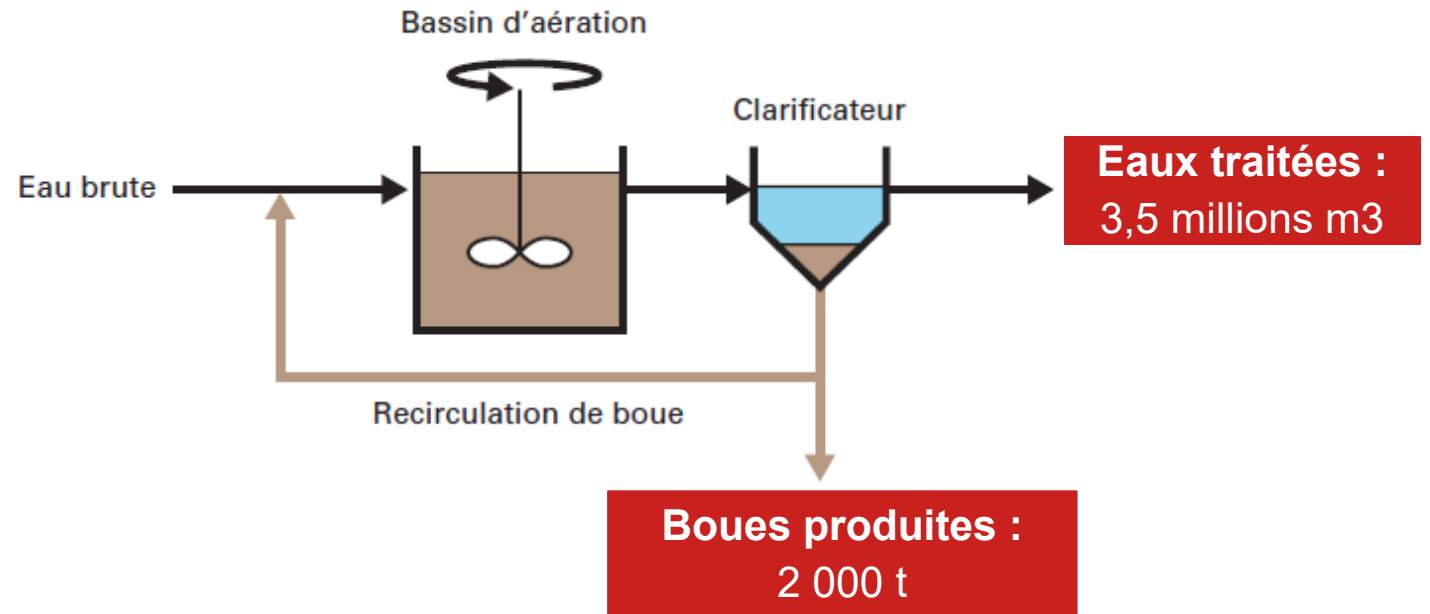 Bassin d'aération
Clarificateur
Eau brute
Eaux traitées :
3,5 millions m3
Recirculation de boue
Boues produites :
2 000 t